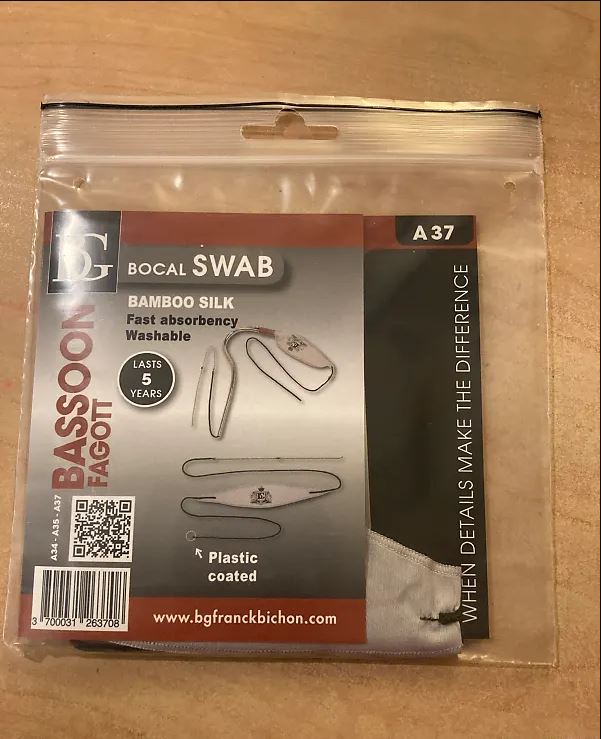 A37
BG
BOCAL SWAB
BAMBOO SILK
Fast absorbency
Washable
LASTS
5
YEARS
BASSOON
FAGOTT
WHEN DETAILS MAKE THE DIFFERENCE
A34 - A35 - A37
Plastic
coated
3 700031 263708
www.bgfranckbichon.com